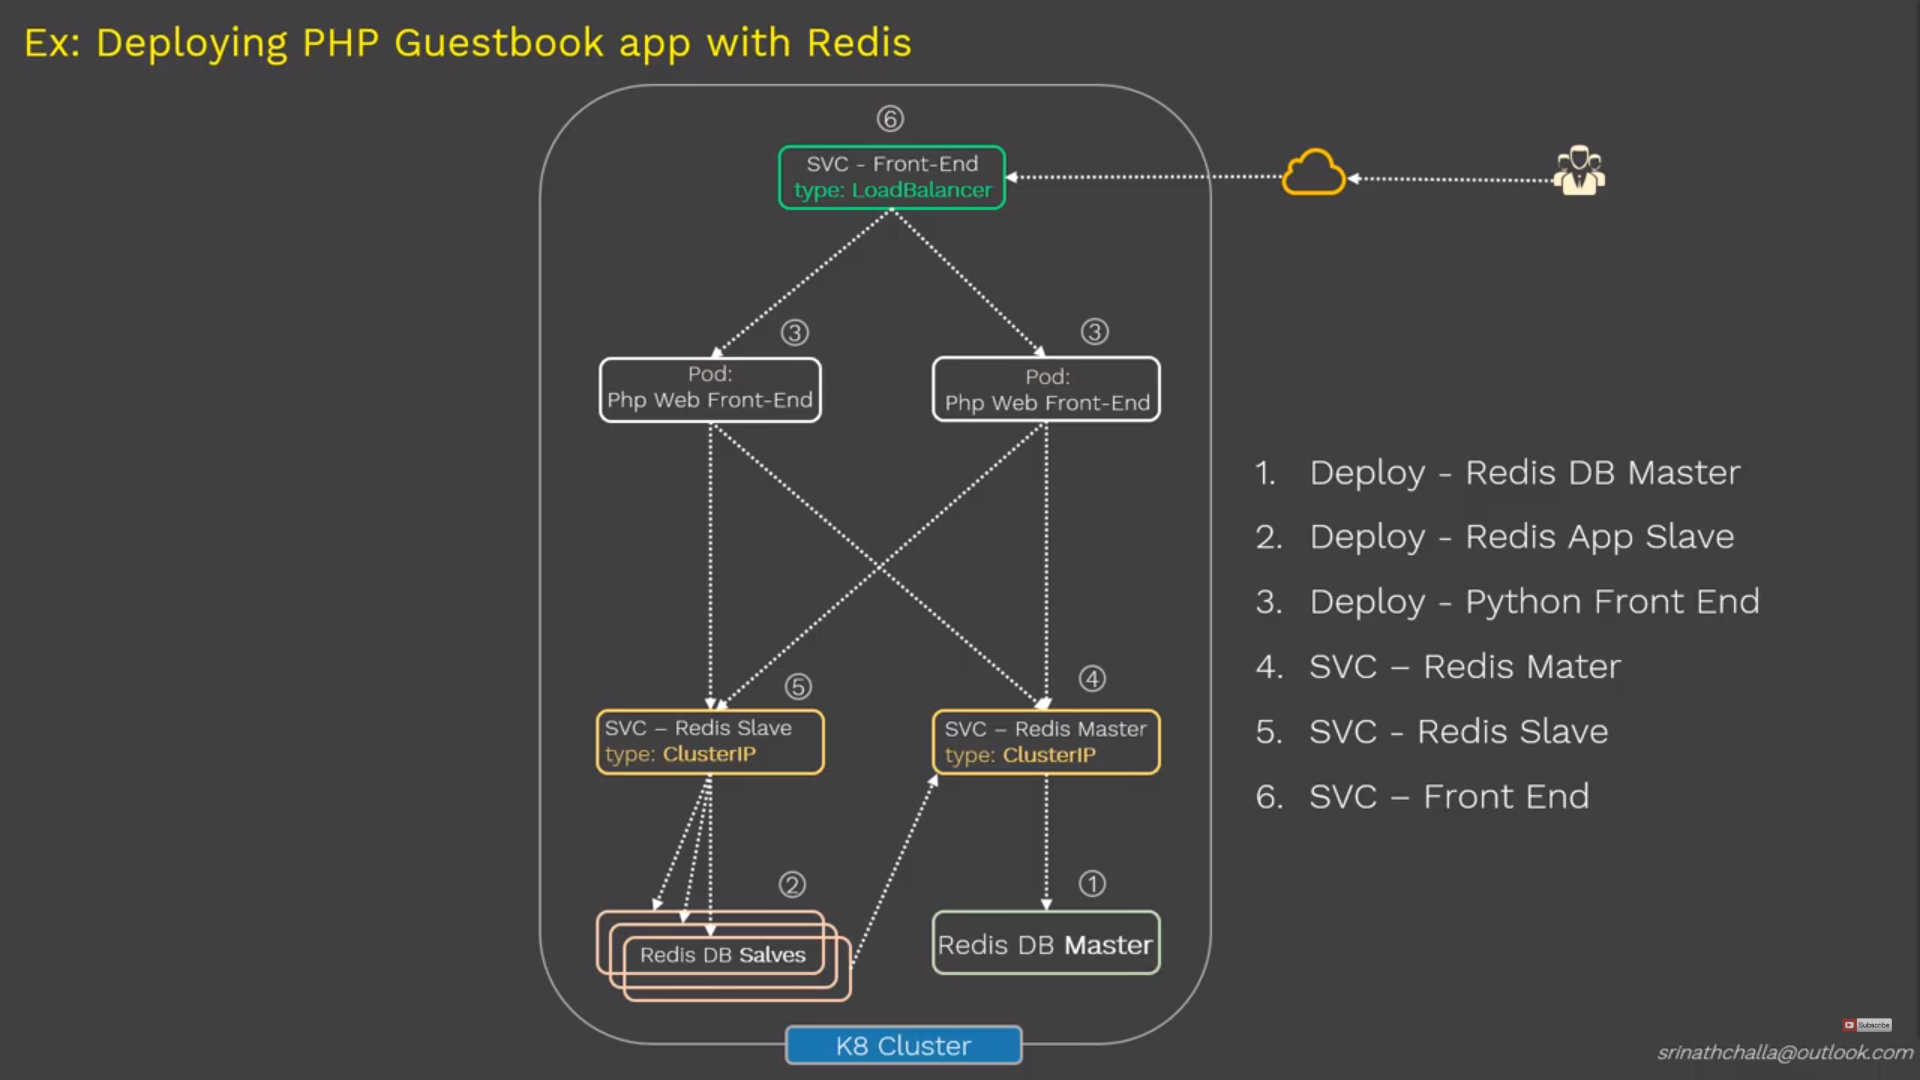 Ex: Deploying PHP Guestbook app with Redis
⑥
SVC - Front-End
type: LoadBalancer
③
③
Pod:
Php Web Front-End
Pod:
Php Web Front-End
1. Deploy - Redis DB Master
2. Deploy - Redis App Slave
3. Deploy - Python Front End
4. SVC – Redis Mater
5. SVC - Redis Slave
6. SVC – Front End
⑤
④
SVC – Redis Slave
type: ClusterIP
SVC – Redis Master
type: ClusterIP
②
①
Redis DB Salves
Redis DB Master
K8 Cluster
Subscribe
srinathchalla@outlook.com